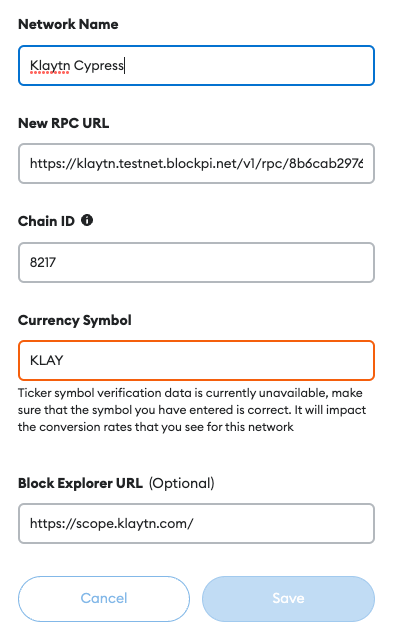 Network Name
Klaytn Cypress
New RPC URL
https://klaytn.testnet.blockpi.net/v1/rpc/8b6cab2976
Chain ID
8217
Currency Symbol
KLAY
Ticker symbol verification data is currently unavailable, make
sure that the symbol you have entered is correct. It will impact
the conversion rates that you see for this network
Block Explorer URL (Optional)
https://scope.klaytn.com/
Cancel Save